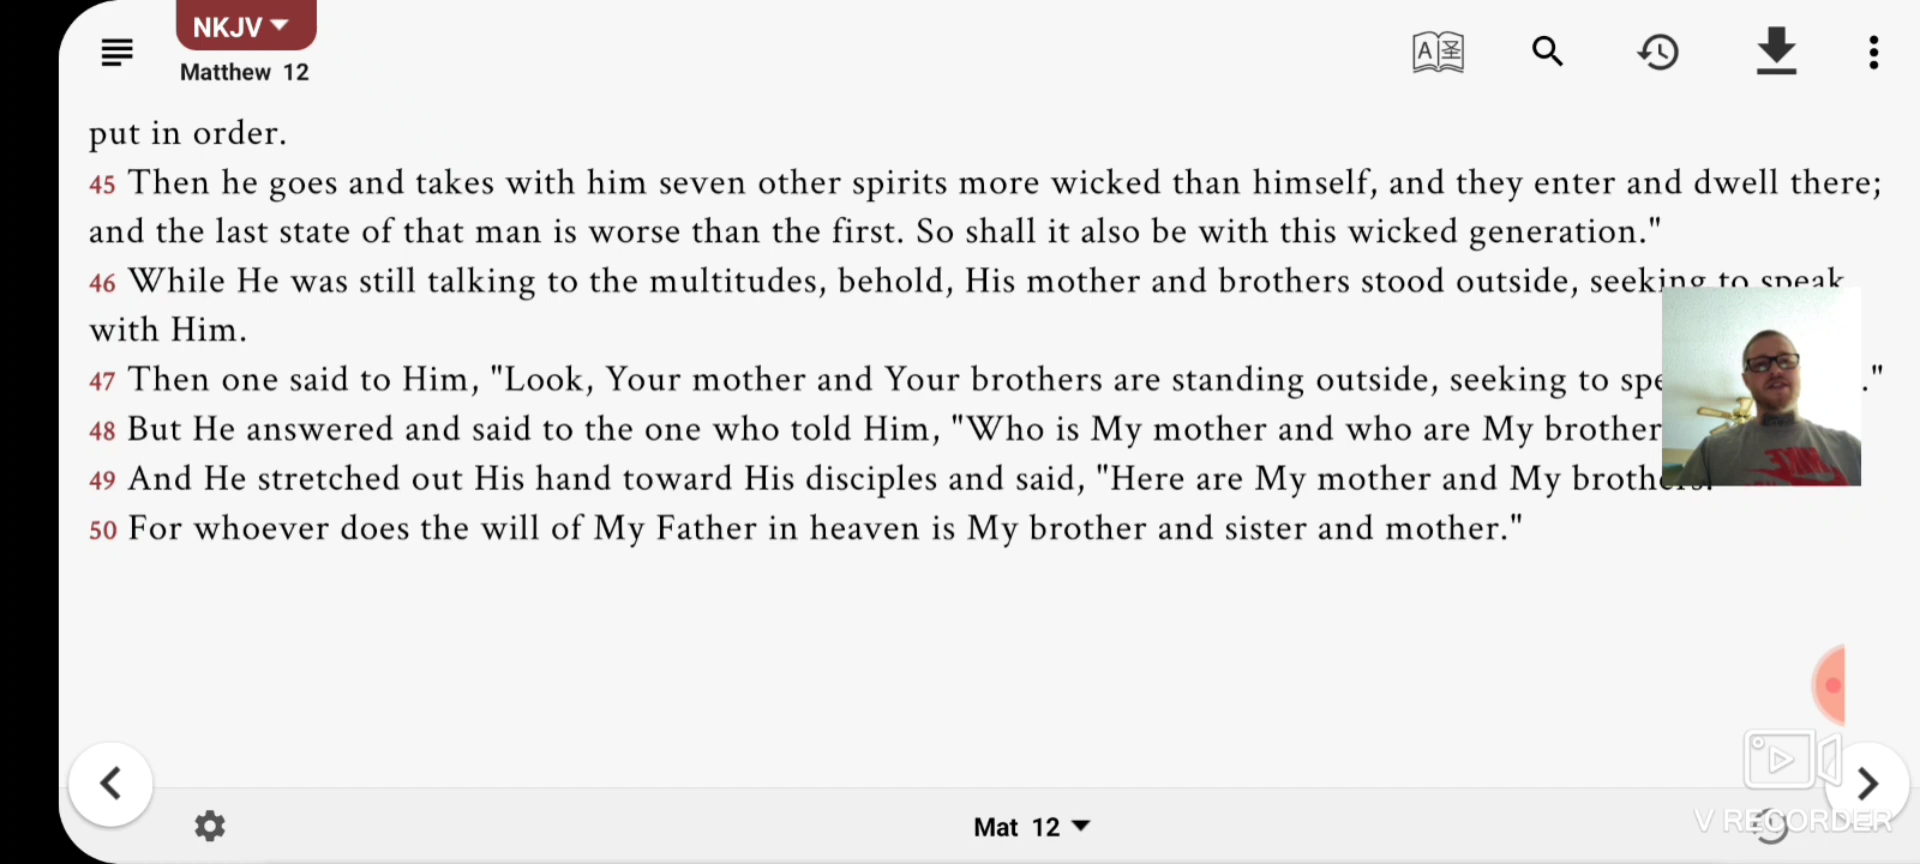 NKJV
Matthew 12
put in order.
45 Then he goes and takes with him seven other spirits more wicked than himself, and they enter and dwell there;
and the last state of that man is worse than the first. So shall it also be with this wicked generation."
46 While He was still talking to the multitudes, behold, His mother and brothers stood outside, seeking to speak
with Him.
47 Then one said to Him, "Look, Your mother and Your brothers are standing outside, seeking to ."
48 But He answered and said to the one who told Him, "Who is My mother and who are My
49 And He stretched out His hand toward His disciples and said, "Here are My mother and My brothers!
50 For whoever does the will of My Father in heaven is My brother and sister and mother."
Mat 12
V RECORDER